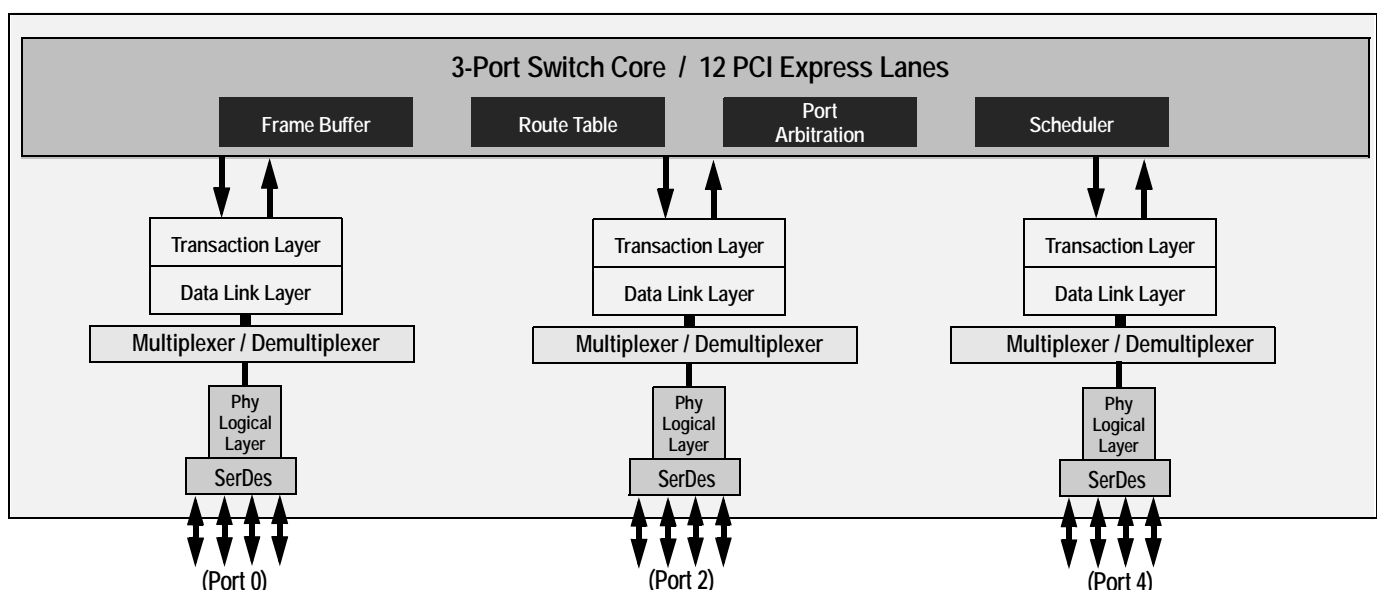 3-Port Switch Core / 12 PCI Express Lanes
Frame Buffer
Route Table
Port
Arbitration
Scheduler
Transaction Layer
Data Link Layer
Multiplexer / Demultiplexer
Phy
Logical
Layer
SerDes
(Port 0)
Transaction Layer
Data Link Layer
Multiplexer / Demultiplexer
Phy
Logical
Layer
SerDes
(Port 2)
Transaction Layer
Data Link Layer
Multiplexer / Demultiplexer
Phy
Logical
Layer
SerDes
(Port 4)